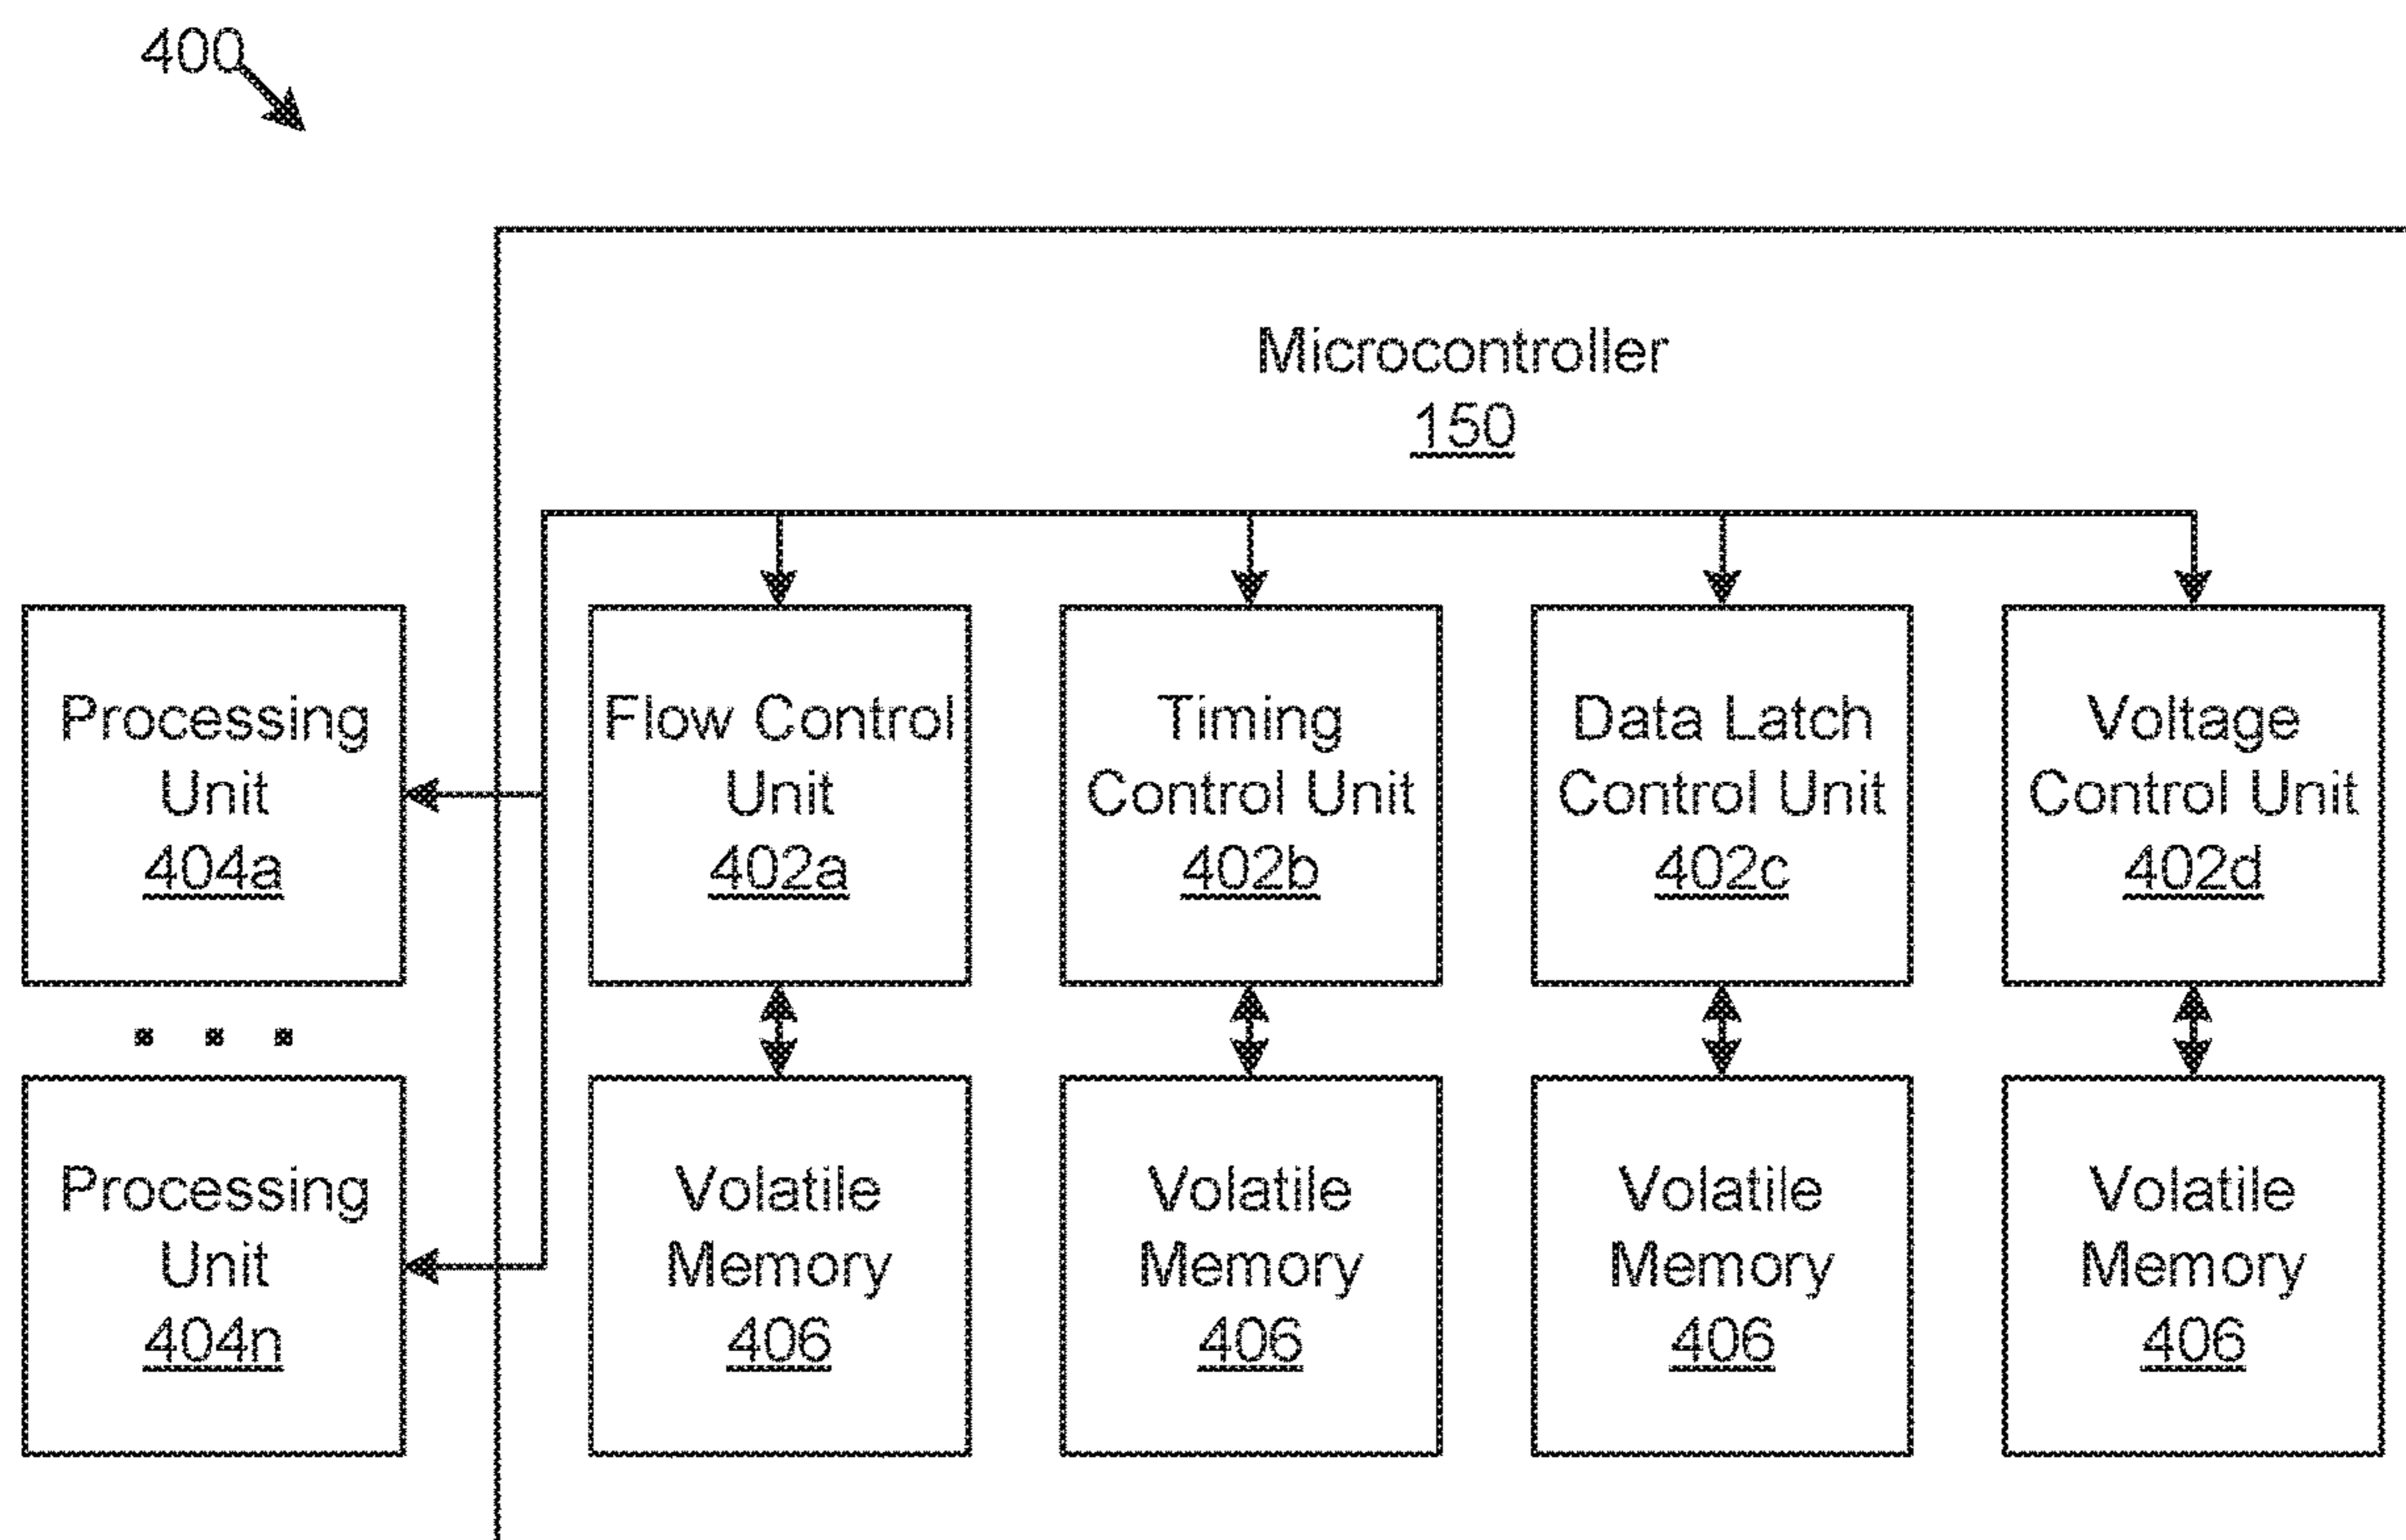 400
Microcontroller
150
Processing
Unit
404a
Flow Control
Unit
402a
Timing
Control Unit
402b
Data Latch
Control Unit
402c
Voltage
Control Unit
402d
Processing
Unit
404n
Volatile
Memory
406
Volatile
Memory
406
Volatile
Memory
406
Volatile
Memory
406